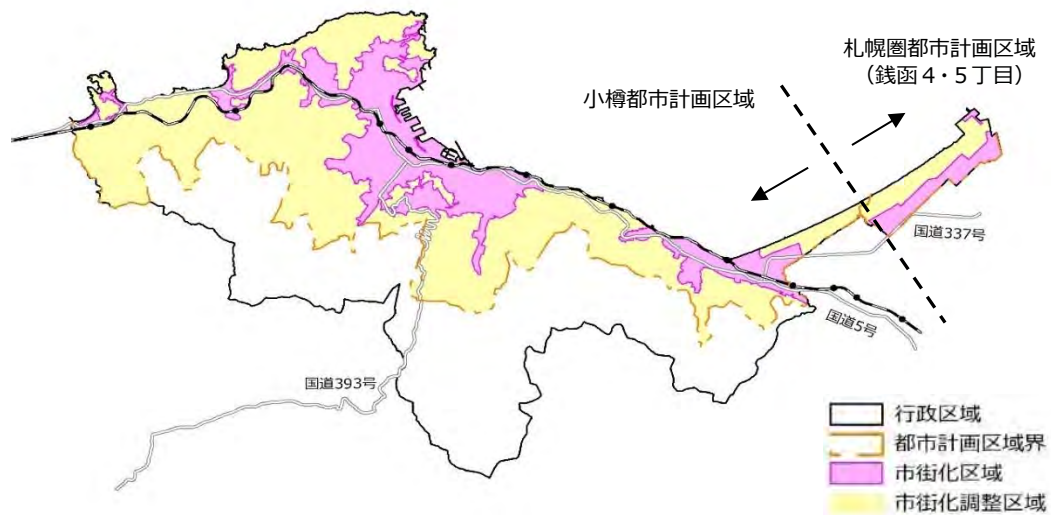 札幌圏都市計画区域
（銭函４・５丁目）
小樽都市計画区域
国道337号
国道5号
国道393号
行政区域
都市計画区域界
市街化区域
市街化調整区域